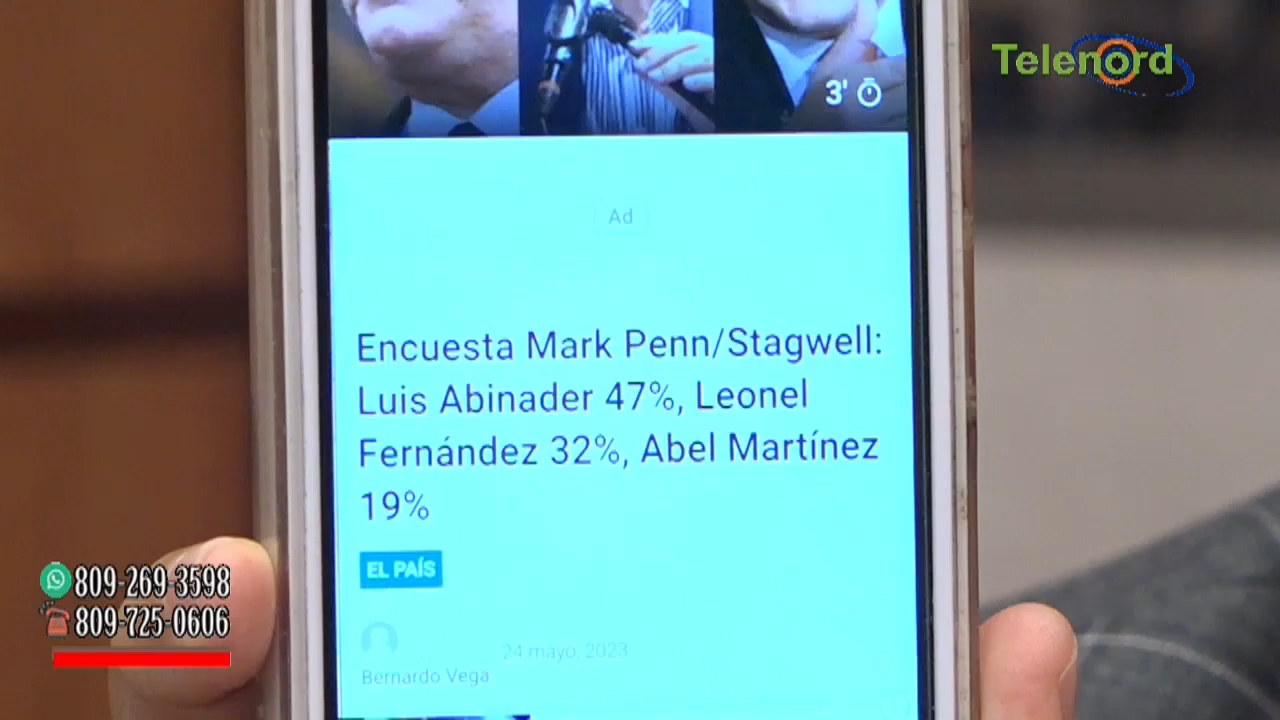 Telenord
3'
Ad
Encuesta Mark Penn/Stagwell:
Luis Abinader 47%, Leonel
Fernández 32%, Abel Martínez
19%
EL PAÍS
24 mayo, 2023
Bernardo Vega
809-269-3598
809-725-0606